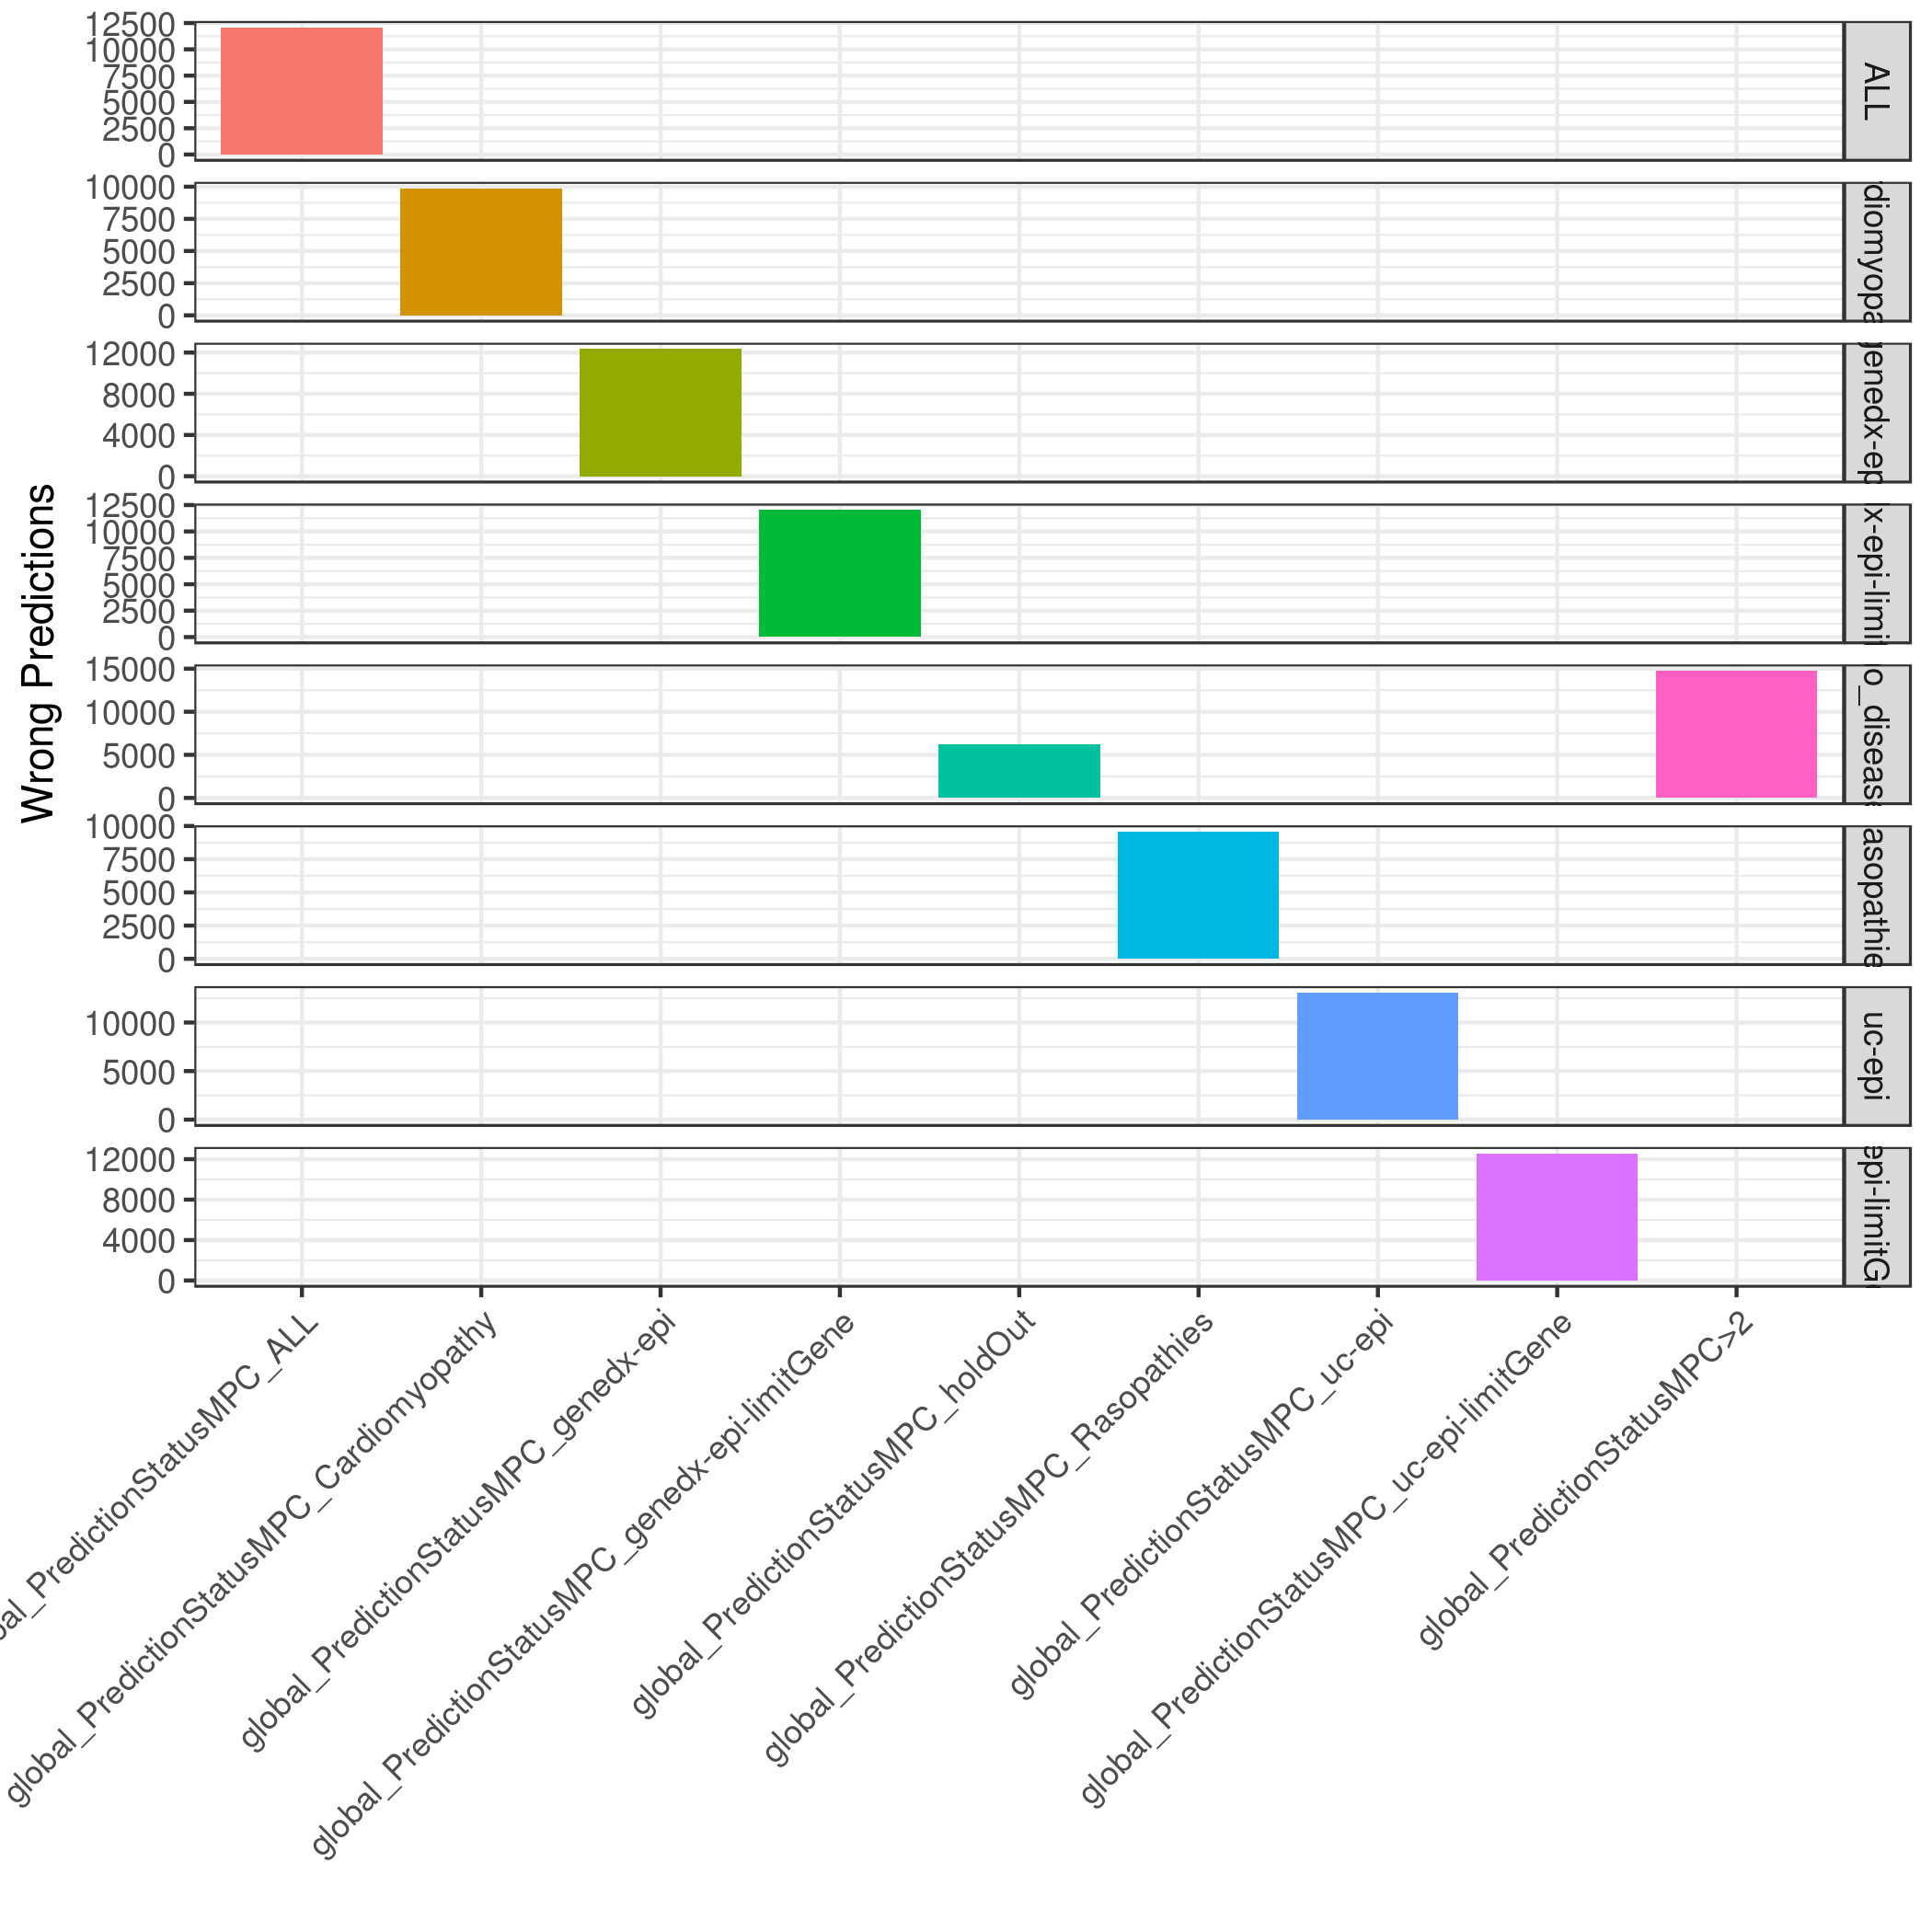 Wrong Predictions
12500
10000
7500
5000
2500
0
ALL
10000
7500
5000
2500
0
diomyopa
12000
8000
4000
0
genedx-ep
12500
10000
7500
5000
2500
0
x-epi-limit
15000
10000
5000
0
o_diseas
10000
7500
5000
2500
0
asopathie
10000
5000
0
uc-epi
12000
8000
4000
0
epi-limitG
bal_PredictionStatusMPC_ALL
global_PredictionStatusMPC_Cardiomyopathy
global_PredictionStatusMPC_genedx-epi
global_PredictionStatusMPC_genedx-epi-limitGene
global_PredictionStatusMPC_holdOut
global_PredictionStatusMPC_Rasopathies
global_PredictionStatusMPC_uc-epi
global_PredictionStatusMPC_uc-epi-limitGene
global_PredictionStatusMPC>2